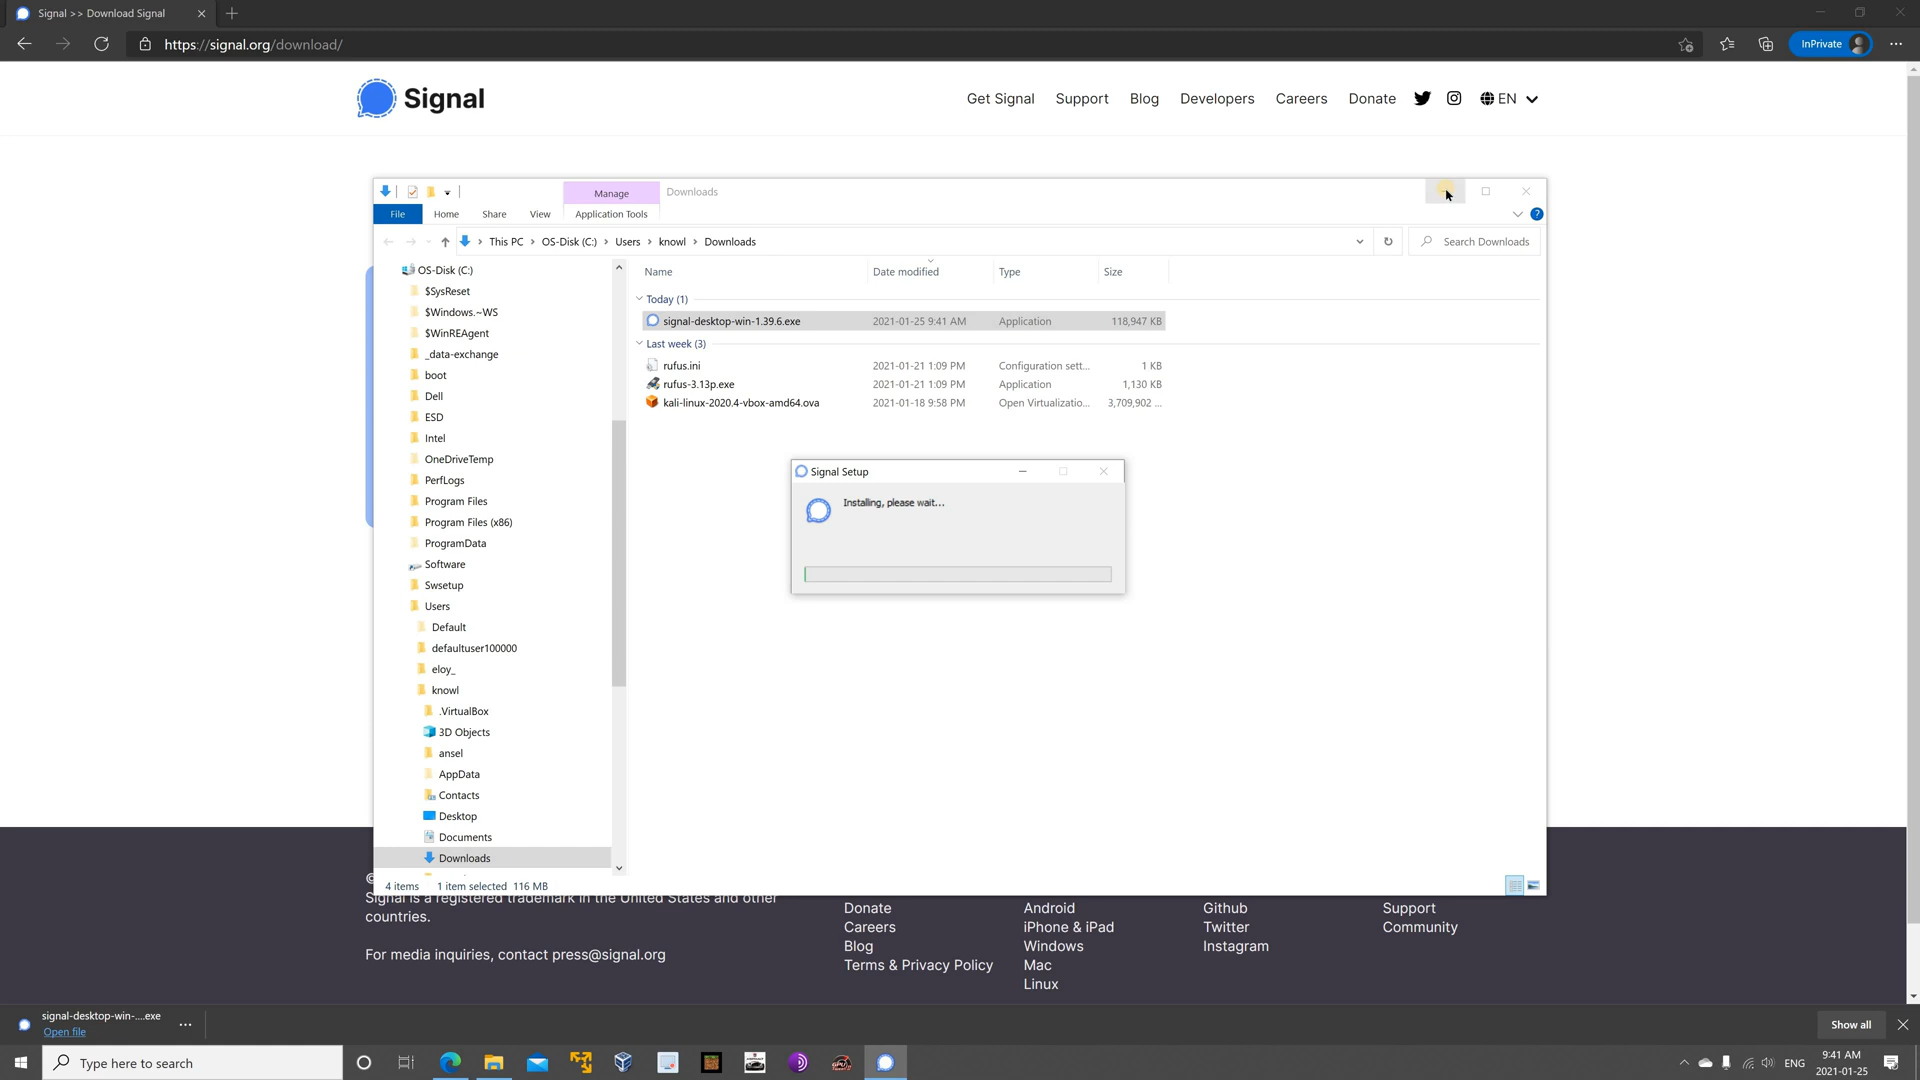 Signal >> Download Signal
https://signal.org/download/
InPrivate
Signal
Get Signal
Support
Blog
Developers
Careers
Donate
EN
Manage
Downloads
File
Home
Share
View
Application Tools
This PC
OS-Disk (C:)
Users
knowl
Downloads
Search Downloads
OS-Disk (C:)
$SysReset
$Windows.~WS
$WinREAgent
_data-exchange
boot
Dell
ESD
Intel
OneDriveTemp
PerfLogs
Program Files
Program Files (x86)
ProgramData
Software
Swsetup
Users
Default
defaultuser100000
eloy_
knowl
.VirtualBox
3D Objects
ansel
AppData
Contacts
Desktop
Documents
Downloads
Name
Date modified
Type
Size
Today (1)
signal-desktop-win-1.39.6.exe 2021-01-25 9:41 AM Application 118,947 KB
Last week (3)
rufus.ini 2021-01-21 1:09 PM Configuration sett... 1 KB
rufus-3.13p.exe 2021-01-21 1:09 PM Application 1,130 KB
kali-linux-2020.4-vbox-amd64.ova 2021-01-18 9:58 PM Open Virtualizatio... 3,709,902 ...
Signal Setup
Installing, please wait...
4 items
1 item selected 116 MB
©
Signal is a registered trademark in the United States and other
countries.
For media inquiries, contact press@signal.org
Donate
Careers
Blog
Terms & Privacy Policy
Android
iPhone & iPad
Windows
Mac
Linux
Github
Twitter
Instagram
Support
Community
signal-desktop-win-....exe
Open file
Show all
Type here to search
ENG
9:41 AM
2021-01-25